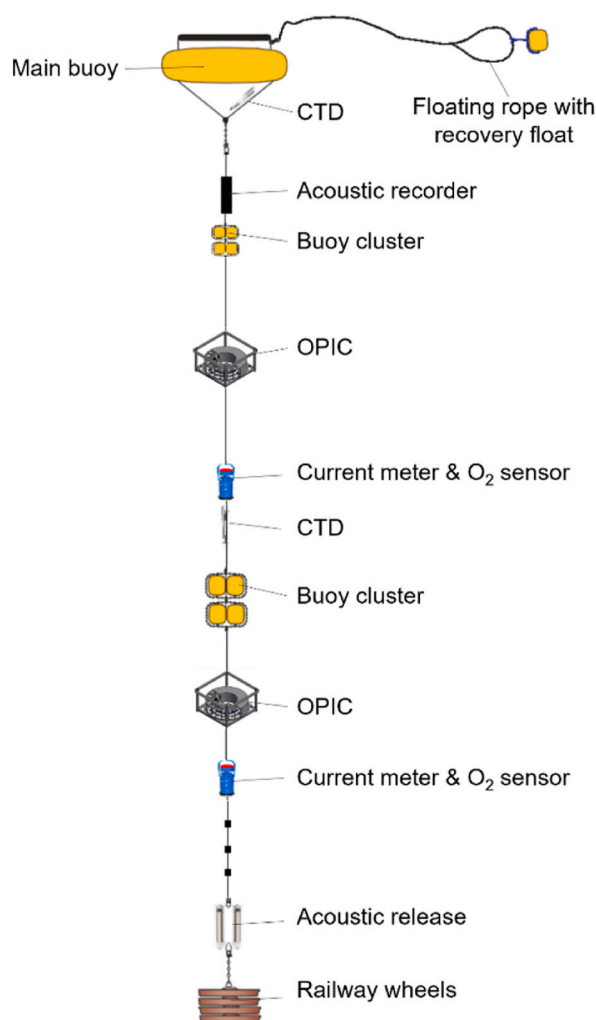 Main buoy
CTD
Floating rope with
recovery float
Acoustic recorder
Buoy cluster
OPIC
Current meter & O₂ sensor
CTD
Buoy cluster
OPIC
Current meter & O₂ sensor
Acoustic release
Railway wheels